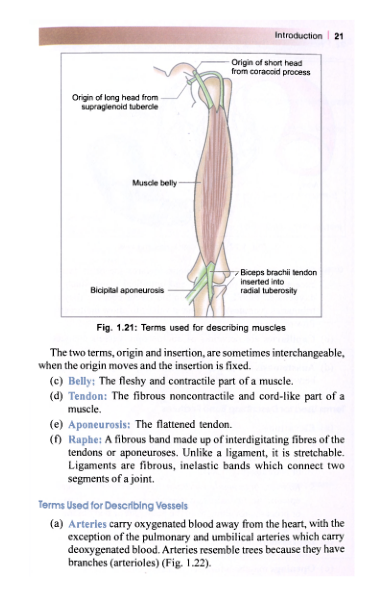 Introduction | 21
Origin of short head
from coracoid process
Origin of long head from
supraglenoid tubercle
Muscle belly
Biceps brachii tendon
inserted into
radial tuberosity
Bicipital aponeurosis
Fig. 1.21: Terms used for describing muscles
The two terms, origin and insertion, are sometimes interchangeable,
when the origin moves and the insertion is fixed.
(c) Belly: The fleshy and contractile part of a muscle.
(d) Tendon: The fibrous noncontractile and cord-like part of a
muscle.
(e) Aponeurosis: The flattened tendon.
(f) Raphe: A fibrous band made up of interdigitating fibres of the
tendons or aponeuroses. Unlike a ligament, it is stretchable.
Ligaments are fibrous, inelastic bands which connect two
segments of a joint.
Terms Used for Describing Vessels
(a) Arteries carry oxygenated blood away from the heart, with the
exception of the pulmonary and umbilical arteries which carry
deoxygenated blood. Arteries resemble trees because they have
branches (arterioles) (Fig. 1.22).